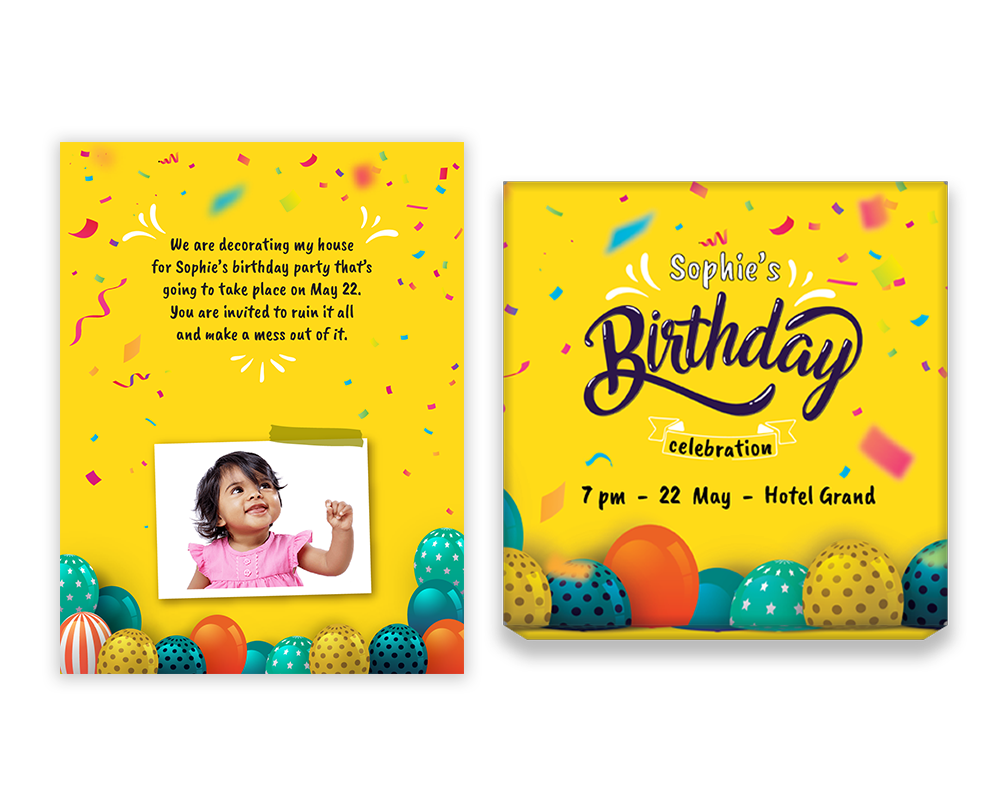 We are decorating my house
for Sophie's birthday party that's
going to take place on May 22.
You are invited to ruin it all
and make a mess out of it.
Sophie's
Birthday
celebration
7 pm - 22 May - Hotel Grand